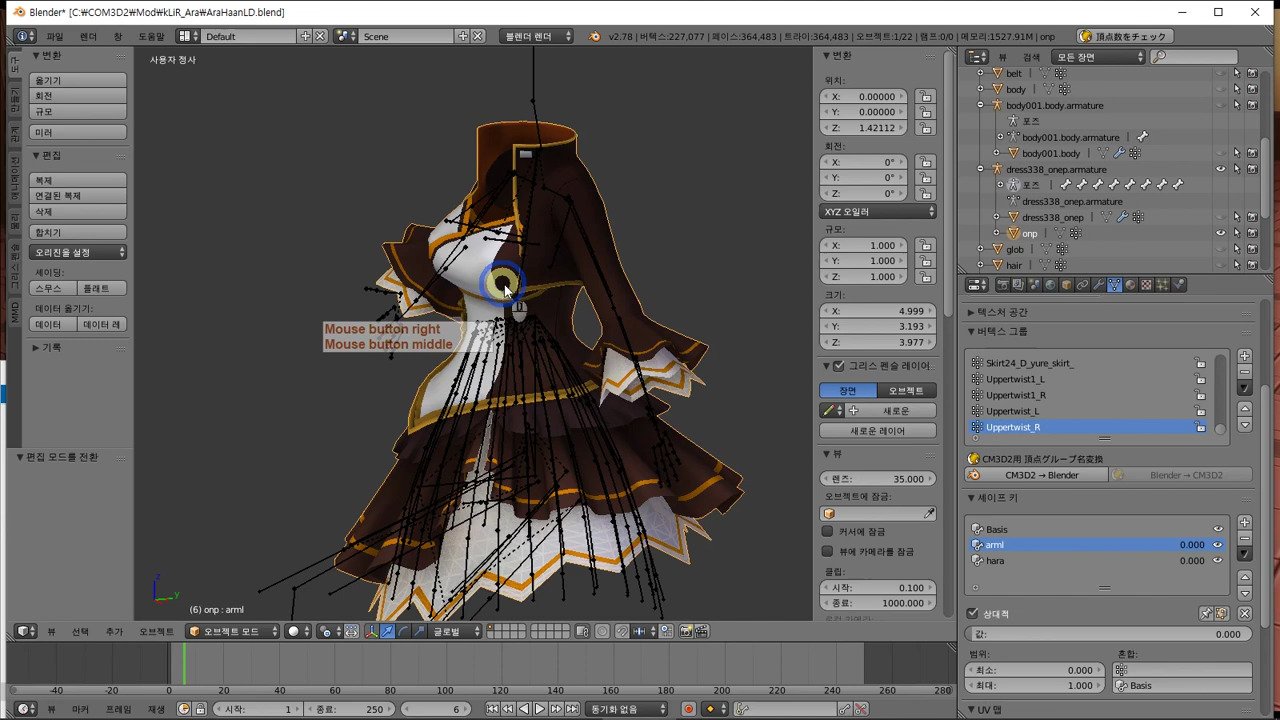 Blender* [C:₩COM3D2₩Mod₩kLiR_Ara₩AraHaanLD.blend]
파일 렌더 창 도움말 Default Scene 블렌더 렌더 v2.78 | 버텍스:227,077 | 페이스:364,483 | 트라이:364,483 | 오브젝트:1/22 | 램프:0/0 | 메모리:1527.91M | onp 頂点数をチェック
변환
옮기기
회전
규모
미러
편집
복제
연결된 복제
삭제
합치기
오리진을 설정
셰이딩:
스무스 플래트
데이터 옮기기:
데이터 데이터 레
기록
편집 모드를 전환
MMD
사용자 정사
Mouse button right
Mouse button middle
(6) onp : arml
변환
위치:
X: 0.00000
Y: 0.00000
Z: 1.42112
회전:
X: 0°
Y: 0°
Z: 0°
XYZ 오일러
규모:
X: 1.000
Y: 1.000
Z: 1.000
크기:
X: 4.999
Y: 3.193
Z: 3.977
그리스 펜슬 레이어..
장면 오브젝트
새로운
새로운 레이어
뷰
렌즈: 35.000
오브젝트에 잠금:
커서에 잠금
뷰에 카메라를 잠금
클립:
시작: 0.100
종료: 1000.000
뷰 검색 모든 장면
belt
body
body001.body.armature
포즈
body001.body.armature
body001.body
dress338_onep.armature
포즈
dress338_onep.armature
dress338_onep
onp
glob
hair
텍스처 공간
버텍스 그룹
Skirt24_D_yure_skirt_
Uppertwist1_L
Uppertwist1_R
Uppertwist_L
Uppertwist_R
CM3D2用 頂点グループ名変換
CM3D2 → Blender Blender → CM3D2
셰이프 키
Basis
arml 0.000
hara 0.000
상대적
값: 0.000
범위: 혼합:
최소: 0.000
최대: 1.000 Basis
UV 맵
뷰 선택 추가 오브젝트 오브젝트 모드 글로벌
-40 -20 0 20 40 60 80 100 120 140 160 180 200 220 240 260 280
뷰 마커 프레임 재생 시작: 1 종료: 250 6 동기화 없음